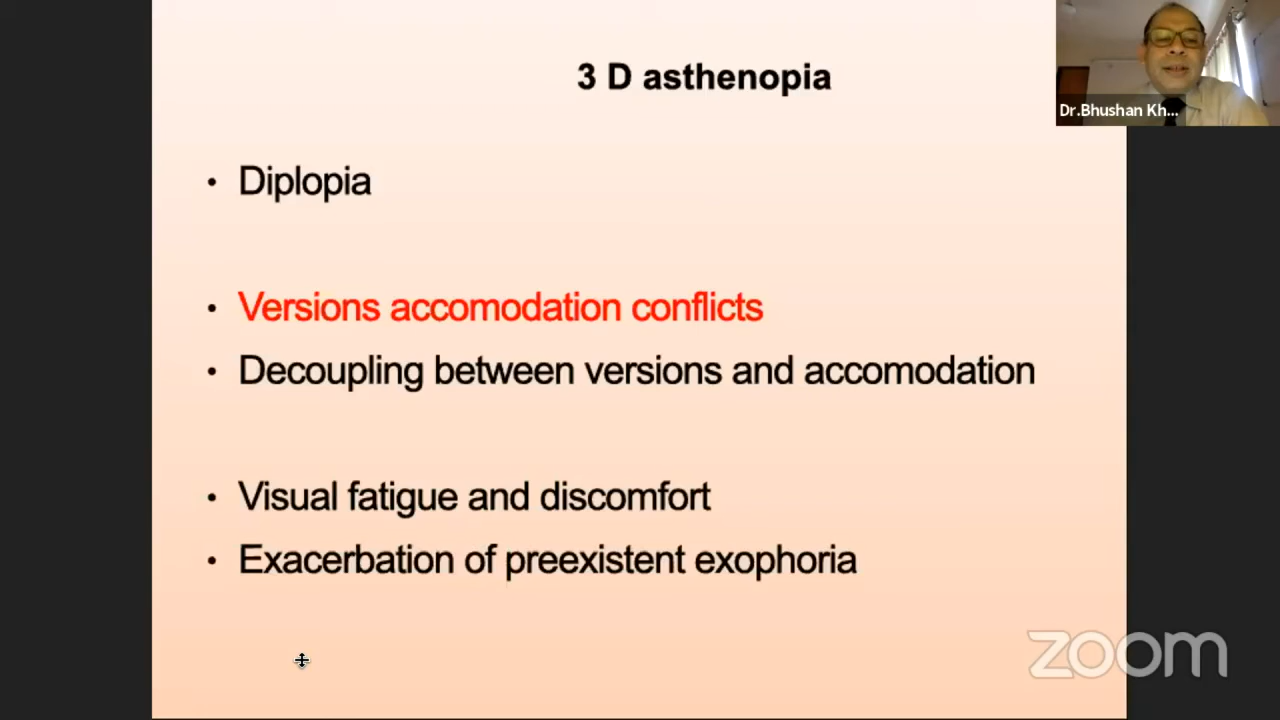 3 D asthenopia
Dr.Bhushan Kh...
• Diplopia
• Versions accomodation conflicts
• Decoupling between versions and accomodation
• Visual fatigue and discomfort
• Exacerbation of preexistent exophoria
zoom